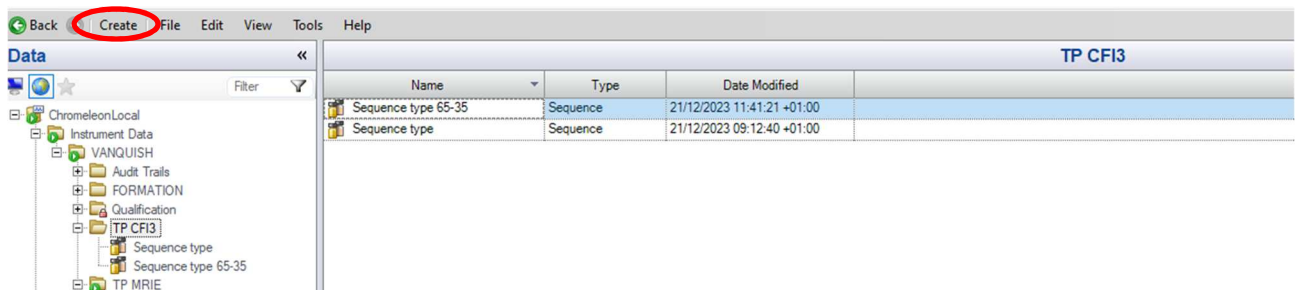 Back Create File Edit View Tools Help
Data «
TP CFI3
Filter
Name Type Date Modified
Sequence type 65-35 Sequence 21/12/2023 11:41:21 +01:00
Sequence type Sequence 21/12/2023 09:12:40 +01:00
ChromeleonLocal
Instrument Data
VANQUISH
Audit Trails
FORMATION
Qualification
TP CFI3
Sequence type
Sequence type 65-35
TP MRIE